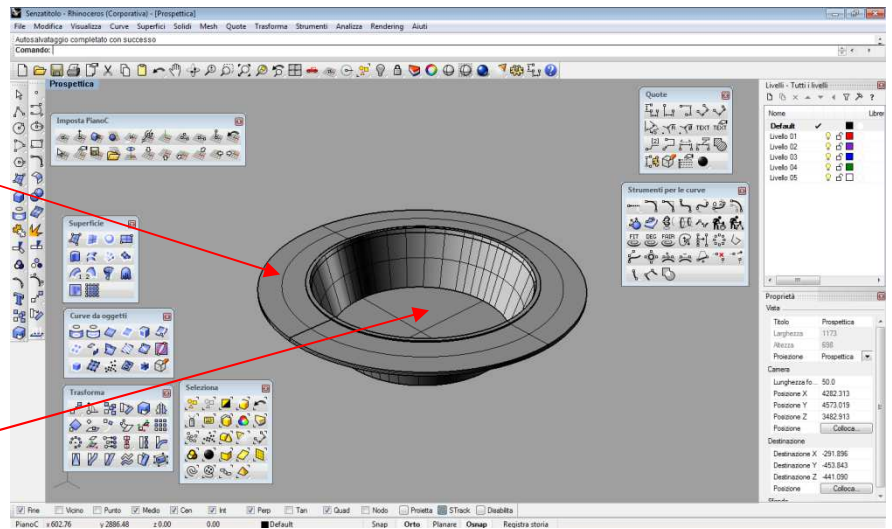 Senzatitolo - Rhinoceros (Corporativa) - [Prospettica]
File Modifica Visualizza Curve Superfici Solidi Mesh Quote Trasforma Strumenti Analizza Rendering Aiuti
Autosalvataggio completato con successo
Comando:
Prospettica
Imposta PianoC
Superficie
Curve da oggetti
Trasforma
Seleziona
Quote
TEXT TEXT
Strumenti per le curve
FIT DEG FAIR
Livelli - Tutti i livelli
Nome
Default
Livello 01
Livello 02
Livello 03
Livello 04
Livello 05
Proprietà
Vista
Titolo Prospettica
Larghezza 1173
Altezza 698
Proiezione Prospettica
Camera
Lunghezza fo... 50.0
Posizione X 4282.313
Posizione Y 4573.019
Posizione Z 3482.913
Posizione Colloca...
Destinazione
Destinazione X -291.896
Destinazione Y -453.843
Destinazione Z -441.090
Posizione Colloca...
Fine Vicino Punto Medio Cen Int Perp Tan Quad Nodo Proietta STrack Disabilita
PianoC x 602.76 y 2886.48 z 0.00 0.00 Default Snap Orto Planare Osnap Registra storia